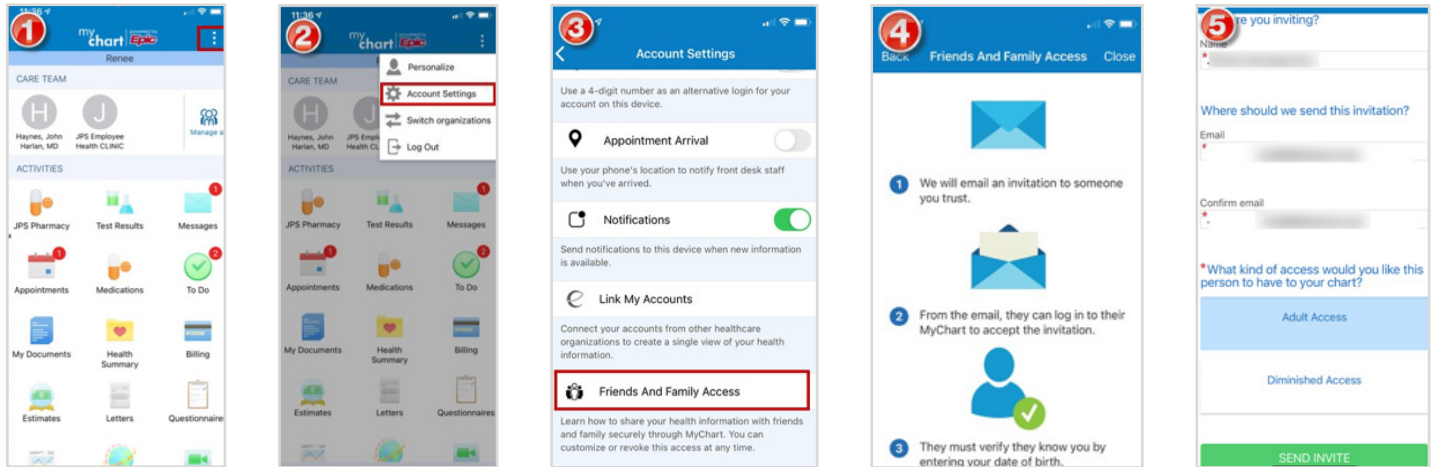 1
11:36
my chart powered by Epic
Renee
CARE TEAM
H
J
Haynes, John
Harlan, MD
JPS Employee
Health CLINIC
Manage a
ACTIVITIES
1
JPS Pharmacy
Test Results
Messages
1
2
Appointments
Medications
To Do
My Documents
Health
Summary
Billing
Estimates
Letters
Questionnaire
2
11:36
my chart powered by Epic
Personalize
Account Settings
Switch organizations
Log Out
CARE TEAM
H
J
Haynes, John
Harlan, MD
JPS Empl
Health CL
ACTIVITIES
1
JPS Pharmacy
Test Results
Messages
1
2
Appointments
Medications
To Do
My Documents
Health
Summary
Billing
Estimates
Letters
Questionnaires
3
Account Settings
Use a 4-digit number as an alternative login for your
account on this device.
Appointment Arrival
Use your phone's location to notify front desk staff
when you've arrived.
Notifications
Send notifications to this device when new information
is available.
Link My Accounts
Connect your accounts from other healthcare
organizations to create a single view of your health
information.
Friends And Family Access
Learn how to share your health information with friends
and family securely through MyChart. You can
customize or revoke this access at any time.
4
Back Friends And Family Access Close
1 We will email an invitation to someone
you trust.
2 From the email, they can log in to their
MyChart to accept the invitation.
3 They must verify they know you by
entering your date of birth.
5
re you inviting?
Name
*
Where should we send this invitation?
Email
*
Confirm email
*
*What kind of access would you like this
person to have to your chart?
Adult Access
Diminished Access
SEND INVITE